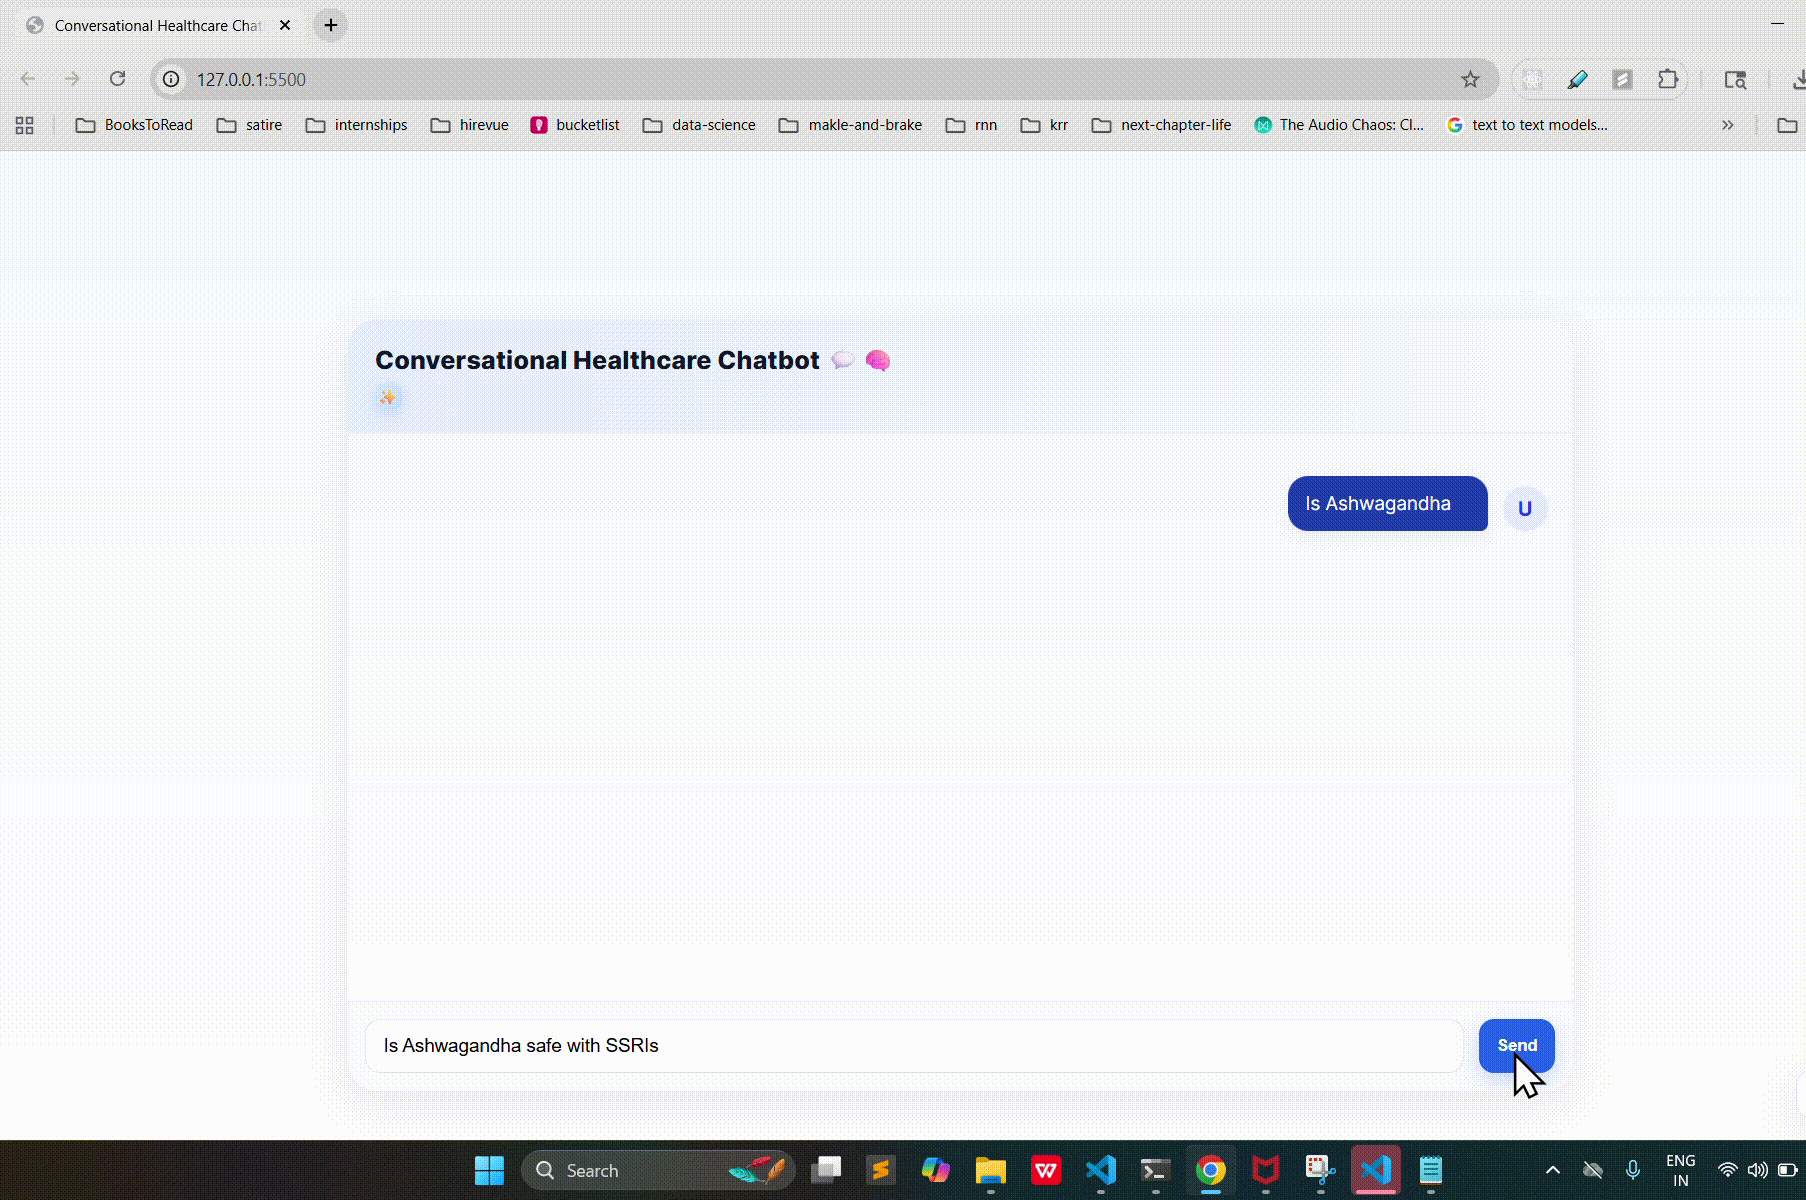 Conversational Healthcare Cha
127.0.0.1:5500
BooksToRead
satire
internships
hirevue
bucketlist
data-science
makle-and-brake
rnn
krr
next-chapter-life
The Audio Chaos: Cl...
text to text models...
Conversational Healthcare Chatbot
Is Ashwagandha
U
Is Ashwagandha safe with SSRIs
Send
Search
ENG
IN